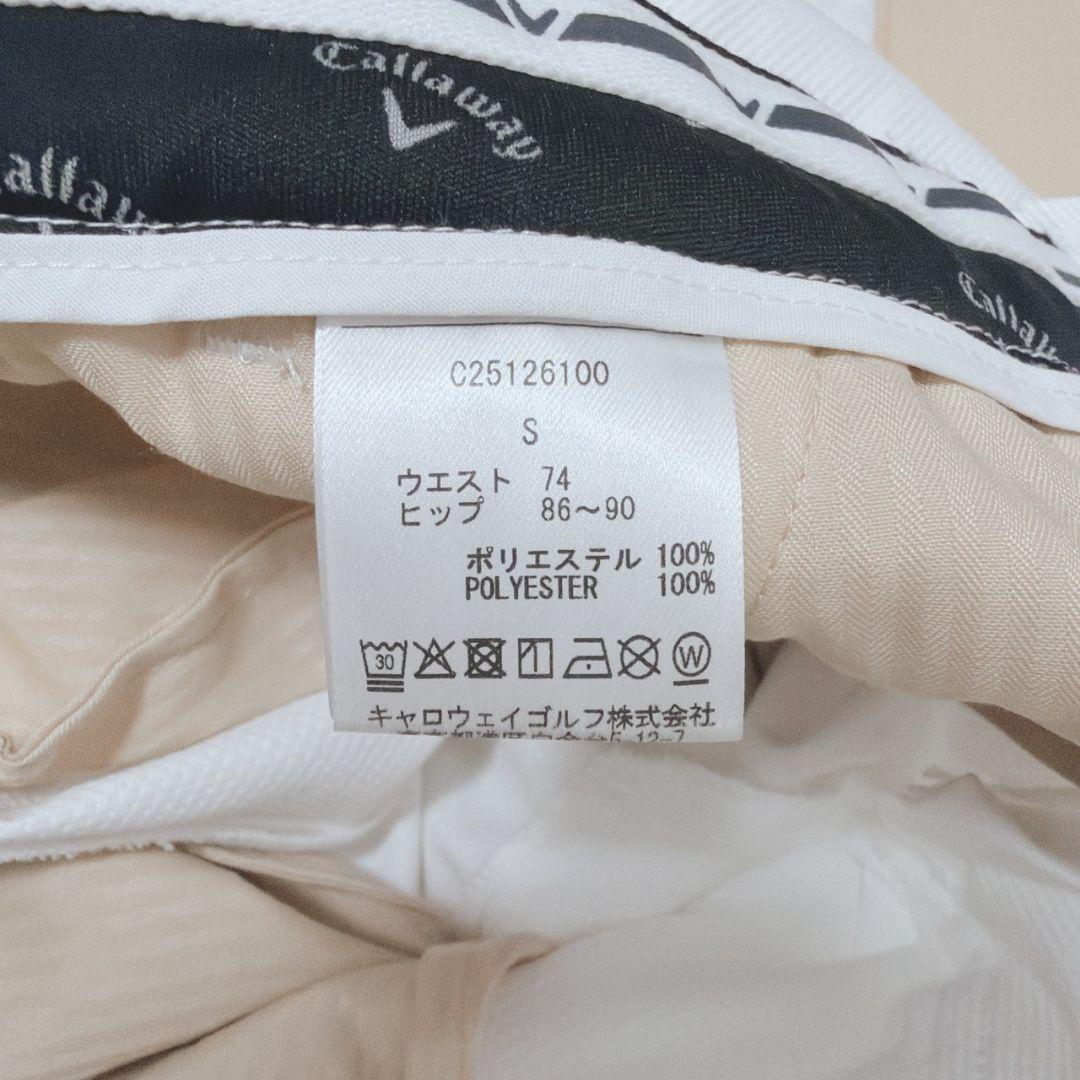 Callaway
Callaway
Callaway
C25126100
S
ウエスト 74
ヒップ 86～90
ポリエステル 100%
POLYESTER 100%
30
W
キャロウェイゴルフ株式会社